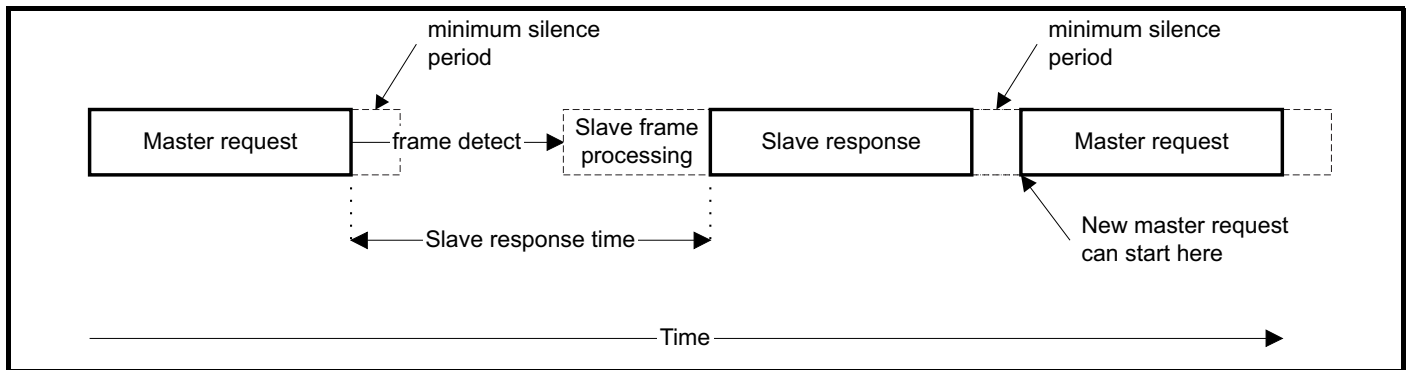 minimum silence
period
minimum silence
period
Master request
frame detect
Slave frame
processing
Slave response
Master request
Slave response time
New master request
can start here
Time